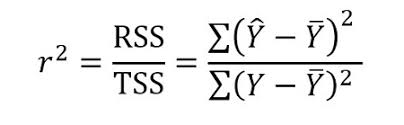 r² = RSS/TSS = ∑(Ŷ − Ȳ)²/∑(Y − Ȳ)²